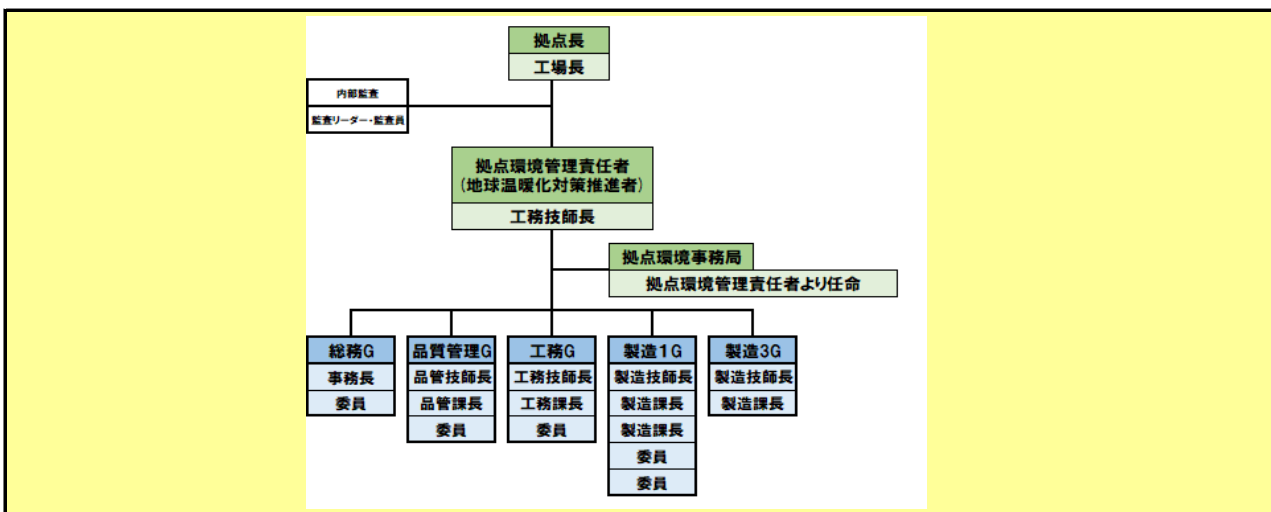 拠点長
工場長
内部監査
監査リーダー・監査員
拠点環境管理責任者
(地球温暖化対策推進者)
工務技師長
拠点環境事務局
拠点環境管理責任者より任命
総務G
事務長
委員
品質管理G
品管技師長
品管課長
委員
工務G
工務技師長
工務課長
委員
製造1G
製造技師長
製造課長
製造課長
委員
委員
製造3G
製造技師長
製造課長